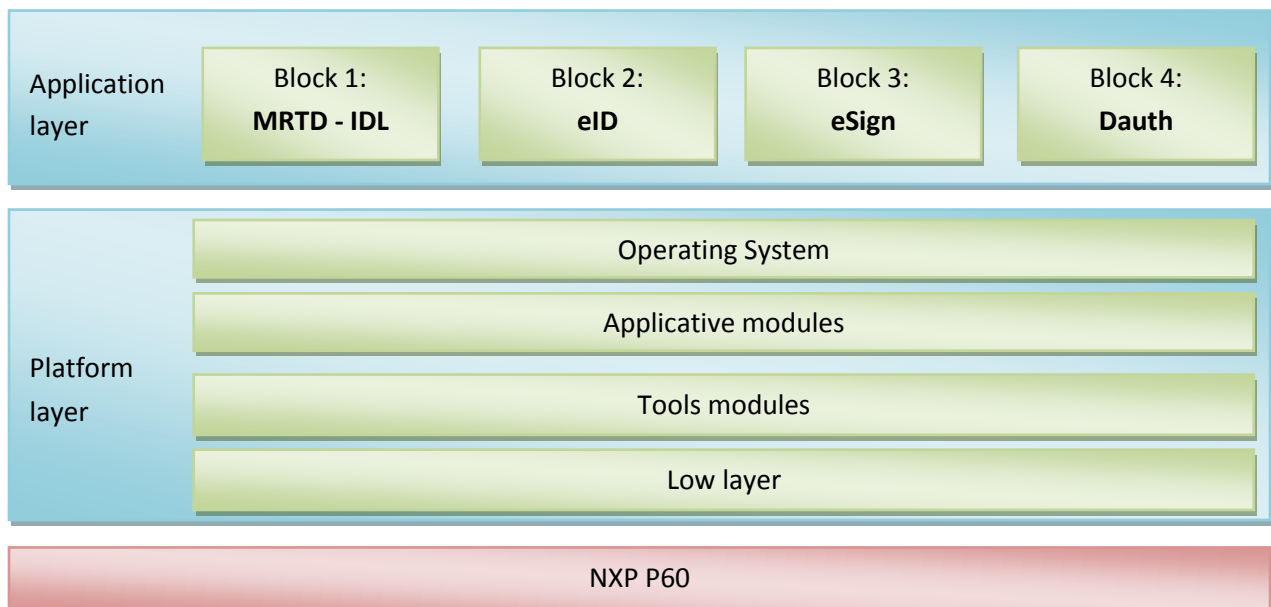 Application
layer
Block 1:
MRTD - IDL
Block 2:
eID
Block 3:
eSign
Block 4:
Dauth
Platform
layer
Operating System
Applicative modules
Tools modules
Low layer
NXP P60